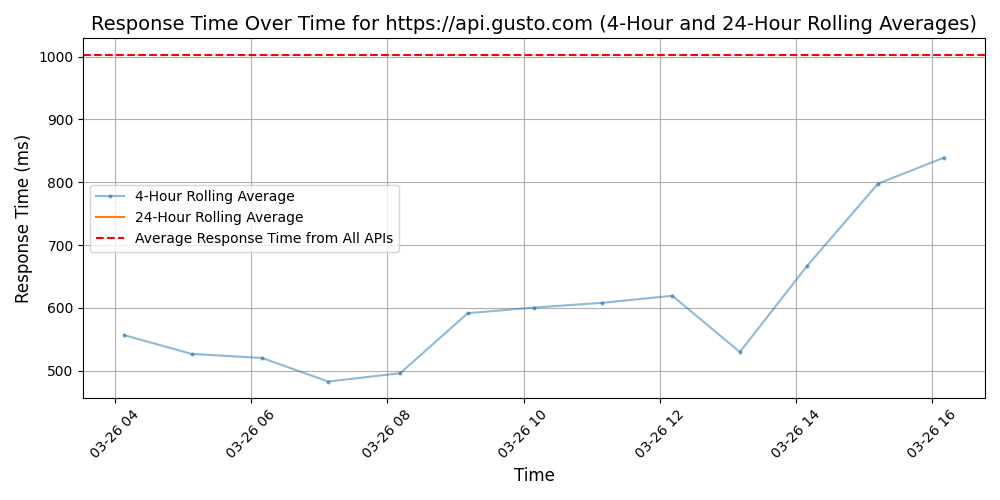 Response Time Over Time for https://api.gusto.com (4-Hour and 24-Hour Rolling Averages)
Response Time (ms)
1000
900
800
700
600
500
4-Hour Rolling Average
24-Hour Rolling Average
Average Response Time from All APIs
03-26 04
03-26 06
03-26 08
03-26 10
03-26 12
03-26 14
03-26 16
Time